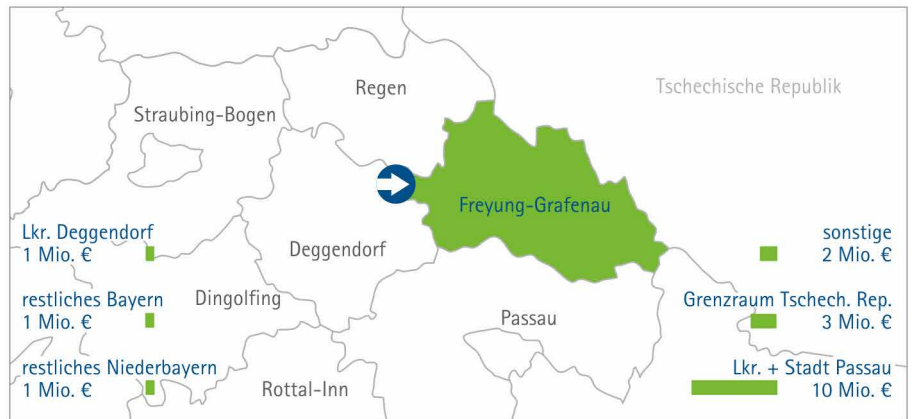 Regen
Tschechische Republik
Straubing-Bogen
Freyung-Grafenau
Lkr. Deggendorf
1 Mio. €
Deggendorf
sonstige
2 Mio. €
restliches Bayern
1 Mio. €
Dingolfing
Grenzraum Tschech. Rep.
3 Mio. €
Passau
restliches Niederbayern
1 Mio. €
Rottal-Inn
Lkr. + Stadt Passau
10 Mio. €